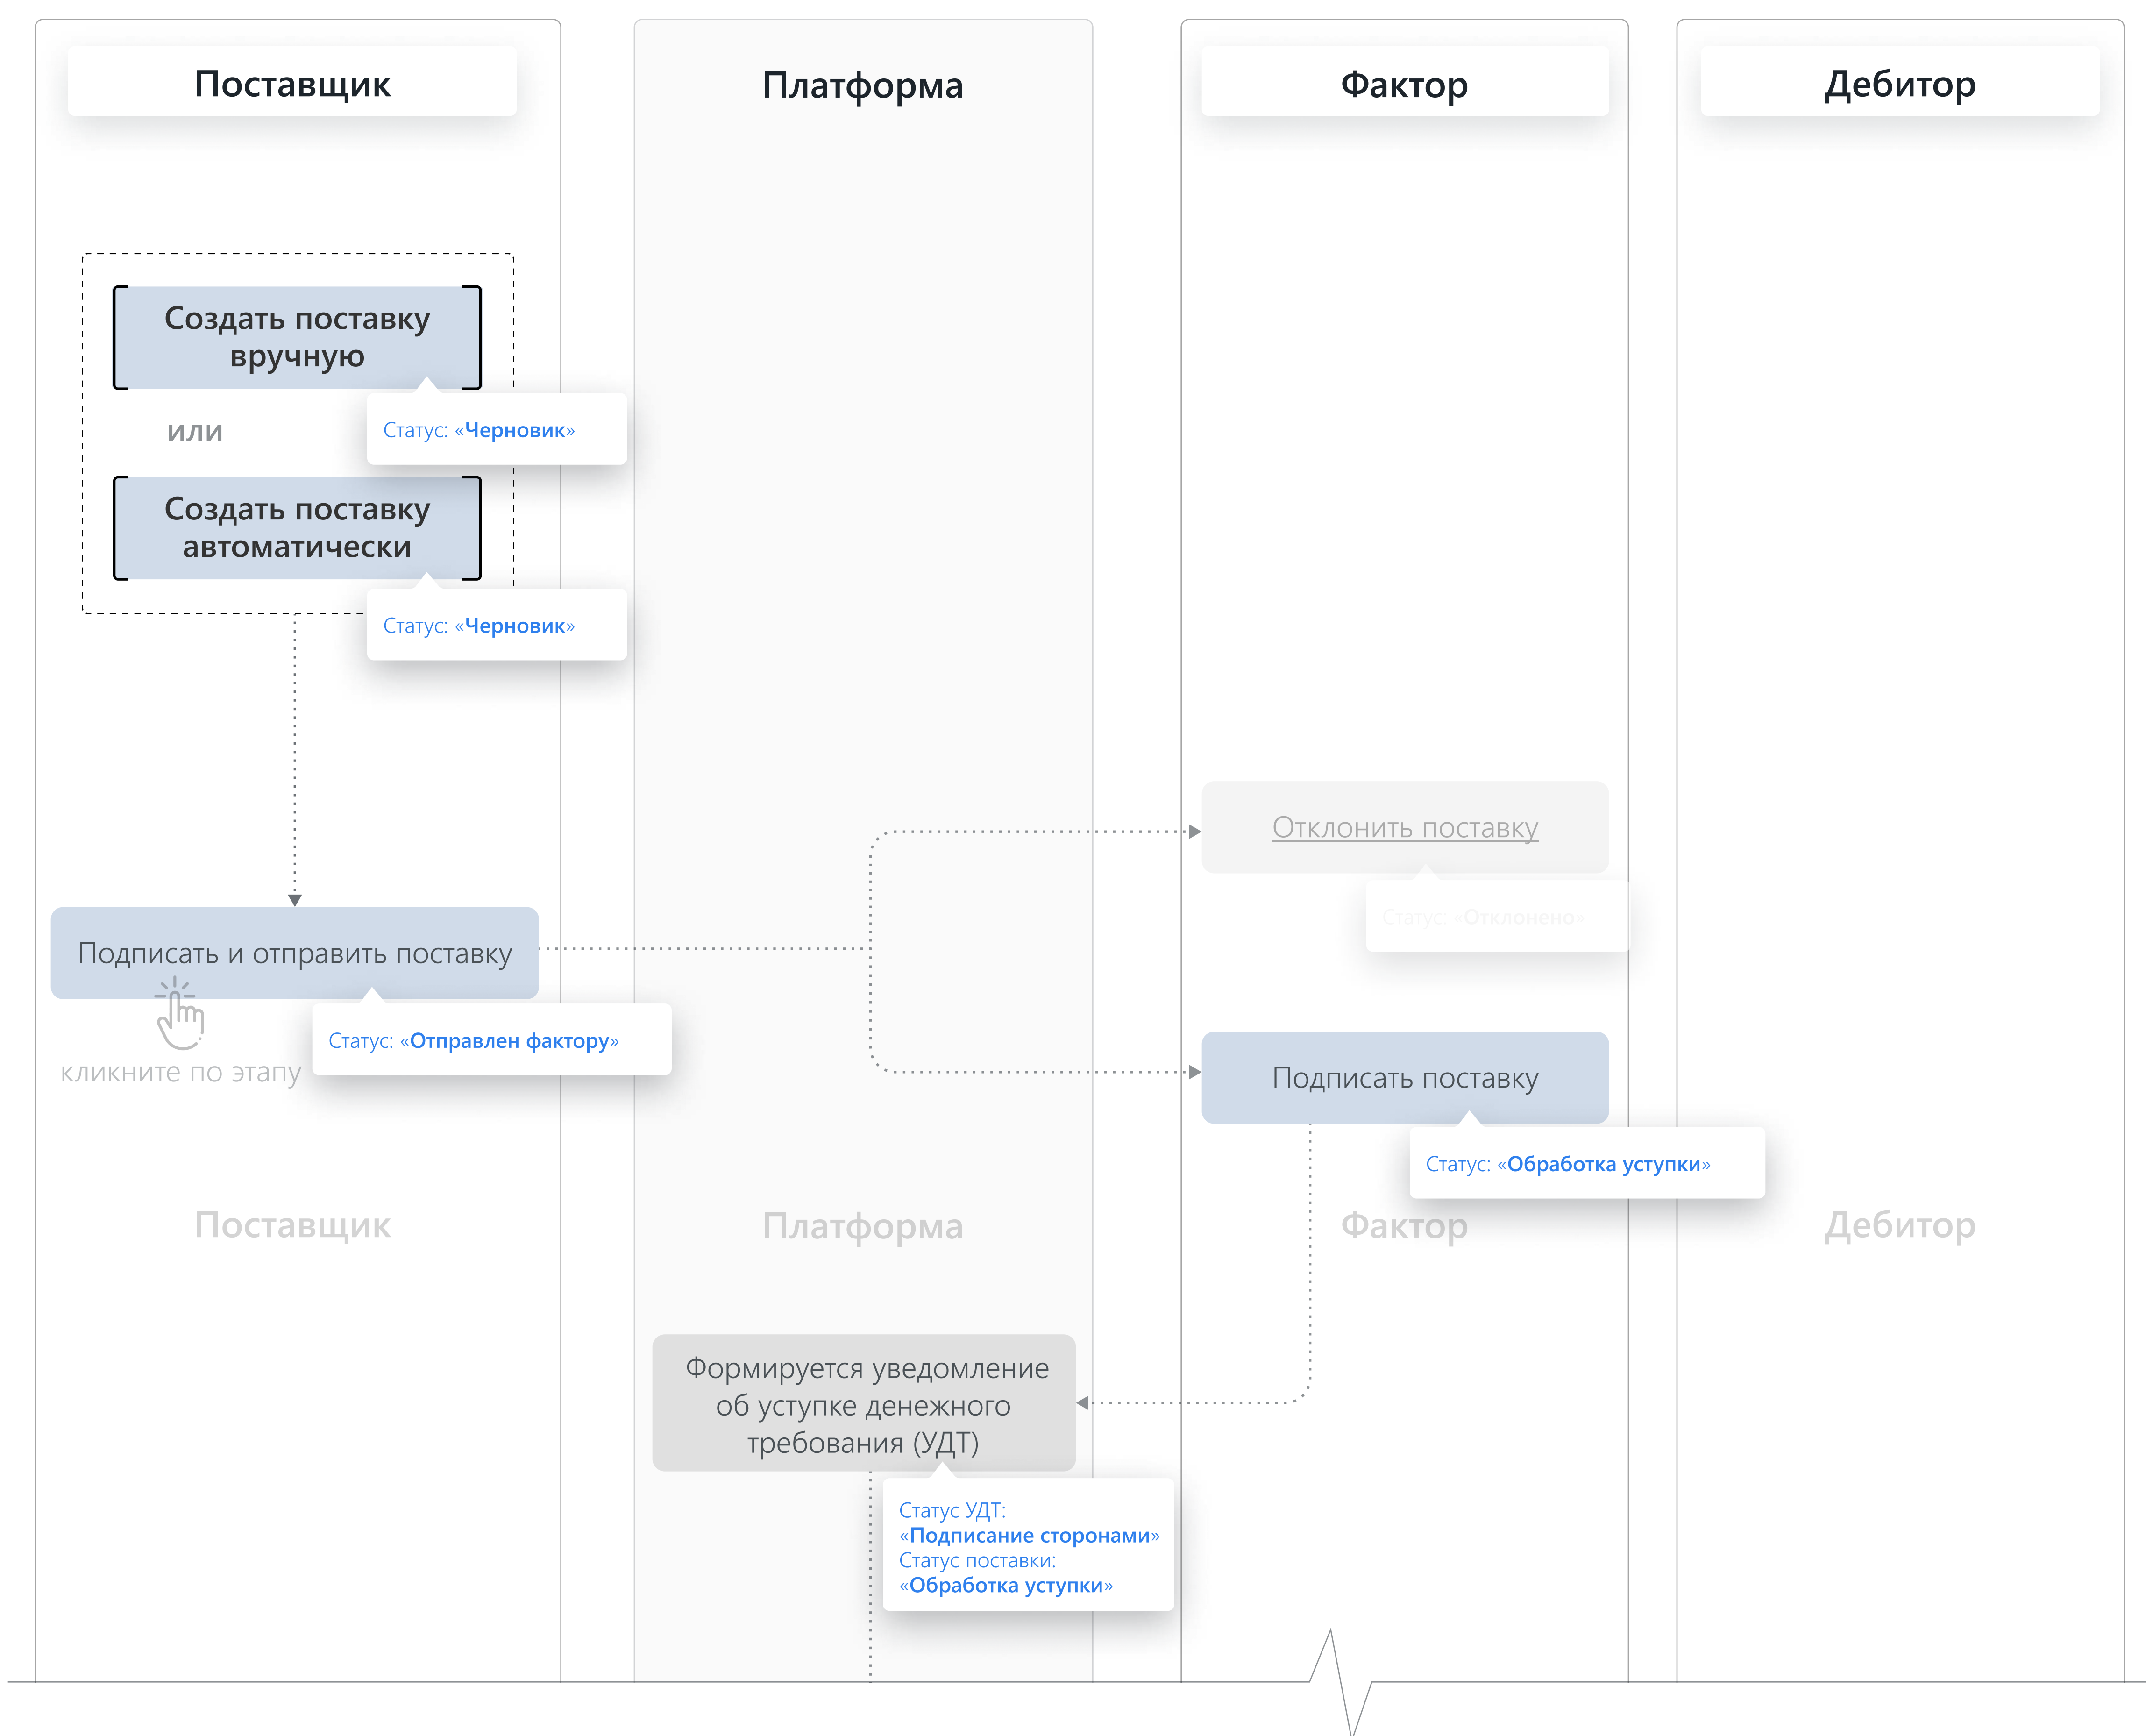 Поставщик
Платформа
Фактор
Дебитор
Создать поставку
вручную
Статус: «Черновик»
или
Создать поставку
автоматически
Статус: «Черновик»
Отклонить поставку
Статус: «Отклонено»
Подписать и отправить поставку
Статус: «Отправлен фактору»
кликните по этапу
Подписать поставку
Статус: «Обработка уступки»
Поставщик
Платформа
Фактор
Дебитор
Формируется уведомление
об уступке денежного
требования (УДТ)
Статус УДТ:
«Подписание сторонами»
Статус поставки:
«Обработка уступки»